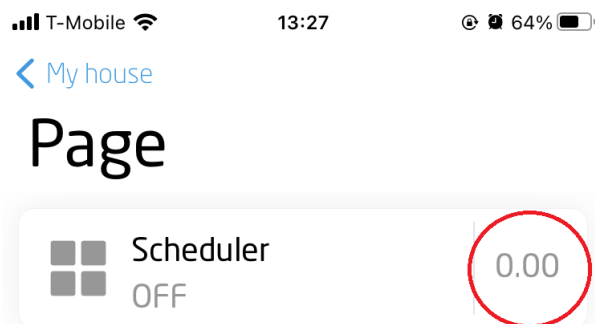 T-Mobile 13:27 64%
My house
Page
Scheduler
OFF
0.00